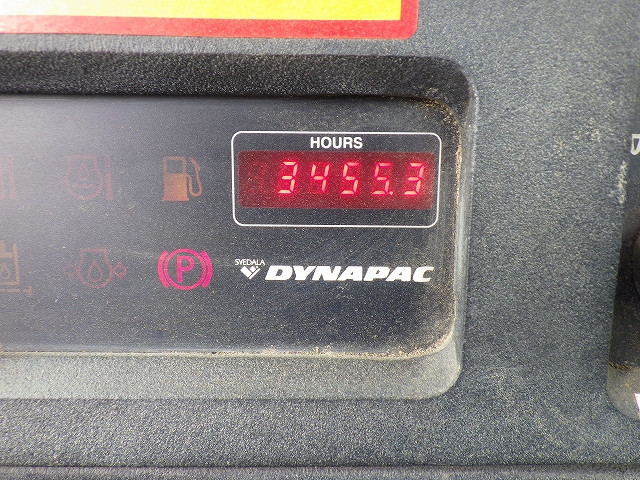 HOURS
3455.3
P
SVEDALA
DYNAPAC